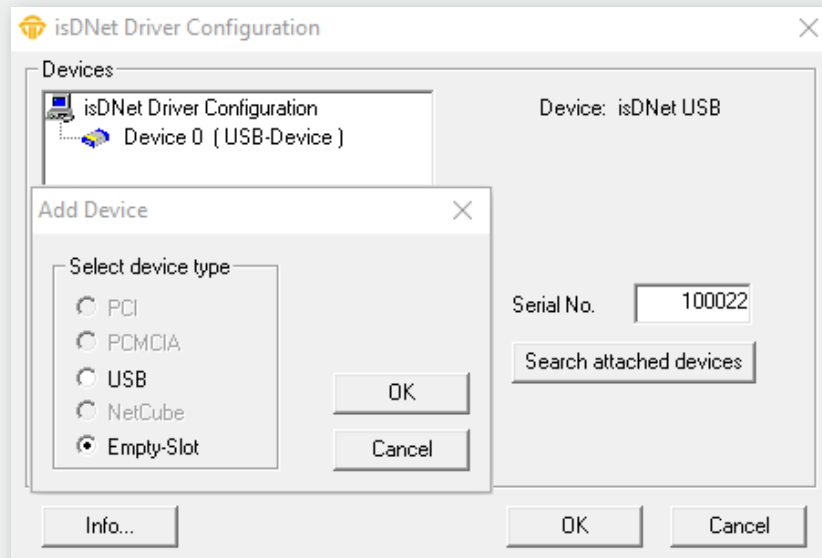 isDNet Driver Configuration
Devices
isDNet Driver Configuration
Device 0 ( USB-Device )
Device: isDNet USB
Add Device
Select device type
PCI
PCMCIA
USB
NetCube
Empty-Slot
OK
Cancel
Serial No. 100022
Search attached devices
Info...
OK
Cancel